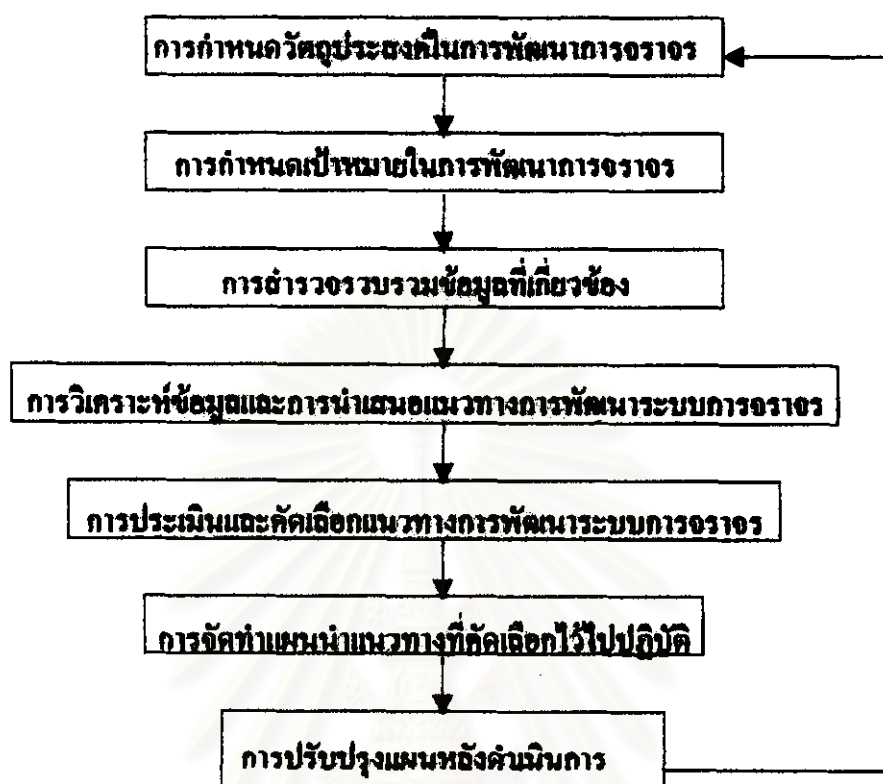 การกำหนดวัตถุประสงค์ในการพัฒนาการจราจร
การกำหนดเป้าหมายในการพัฒนาการจราจร
การสำรวจรวบรวมข้อมูลที่เกี่ยวข้อง
การวิเคราะห์ข้อมูลและการนำเสนอแนวทางการพัฒนาระบบการจราจร
การประเมินและคัดเลือกแนวทางการพัฒนาระบบการจราจร
การจัดทำแผนนำแนวทางที่คัดเลือกไว้ไปปฏิบัติ
การปรับปรุงแผนหลังดำเนินการ